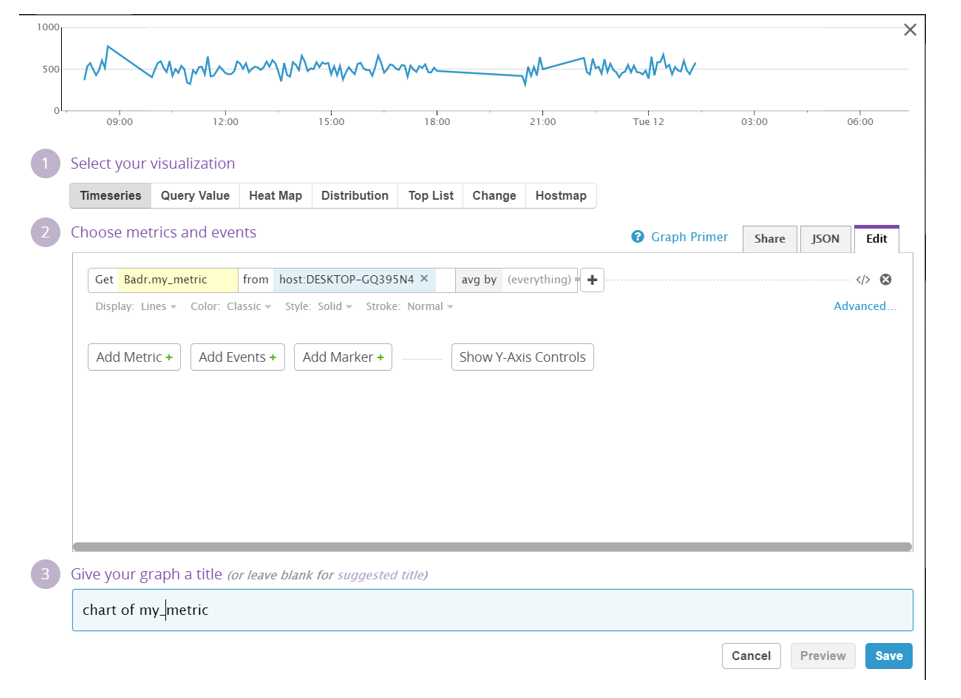 1000
500
0
09:00 12:00 15:00 18:00 21:00 Tue 12 03:00 06:00
1 Select your visualization
Timeseries Query Value Heat Map Distribution Top List Change Hostmap
2 Choose metrics and events
? Graph Primer Share JSON Edit
Get Badr.my_metric from host:DESKTOP-GQ395N4 × avg by (everything) + </>
Display: Lines Color: Classic Style: Solid Stroke: Normal Advanced...
Add Metric + Add Events + Add Marker + Show Y-Axis Controls
3 Give your graph a title (or leave blank for suggested title)
chart of my_metric
Cancel Preview Save